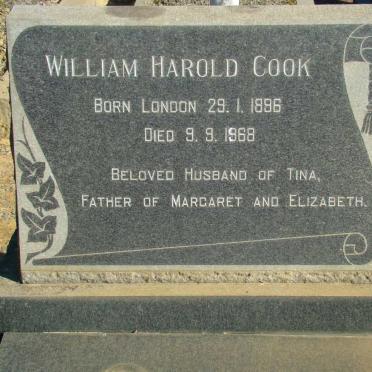 WILLIAM HAROLD COOK
BORN LONDON 29. 1. 1896
DIED 9. 9. 1968
BELOVED HUSBAND OF TINA,
FATHER OF MARGARET AND ELIZABETH.